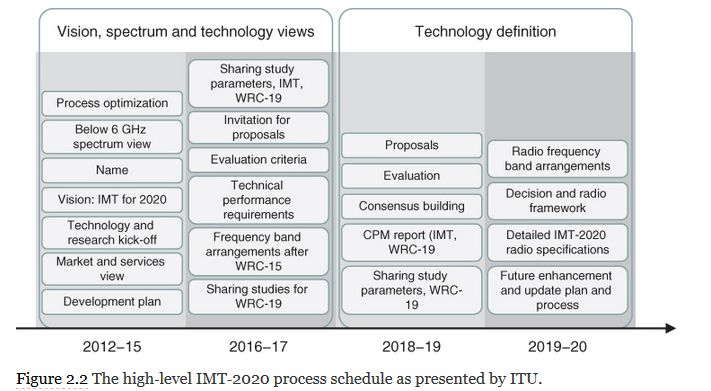 Vision, spectrum and technology views
Technology definition
Process optimization
Below 6 GHz
spectrum view
Name
Vision: IMT for 2020
Technology and
research kick-off
Market and services
view
Development plan
Sharing study
parameters, IMT,
WRC-19
Invitation for
proposals
Evaluation criteria
Technical
performance
requirements
Frequency band
arrangements after
WRC-15
Sharing studies for
WRC-19
Proposals
Evaluation
Consensus building
CPM report (IMT,
WRC-19
Sharing study
parameters, WRC-
19
Radio frequency
band arrangements
Decision and radio
framework
Detailed IMT-2020
radio specifications
Future enhancement
and update plan and
process
2012–15
2016–17
2018–19
2019–20
Figure 2.2 The high-level IMT-2020 process schedule as presented by ITU.